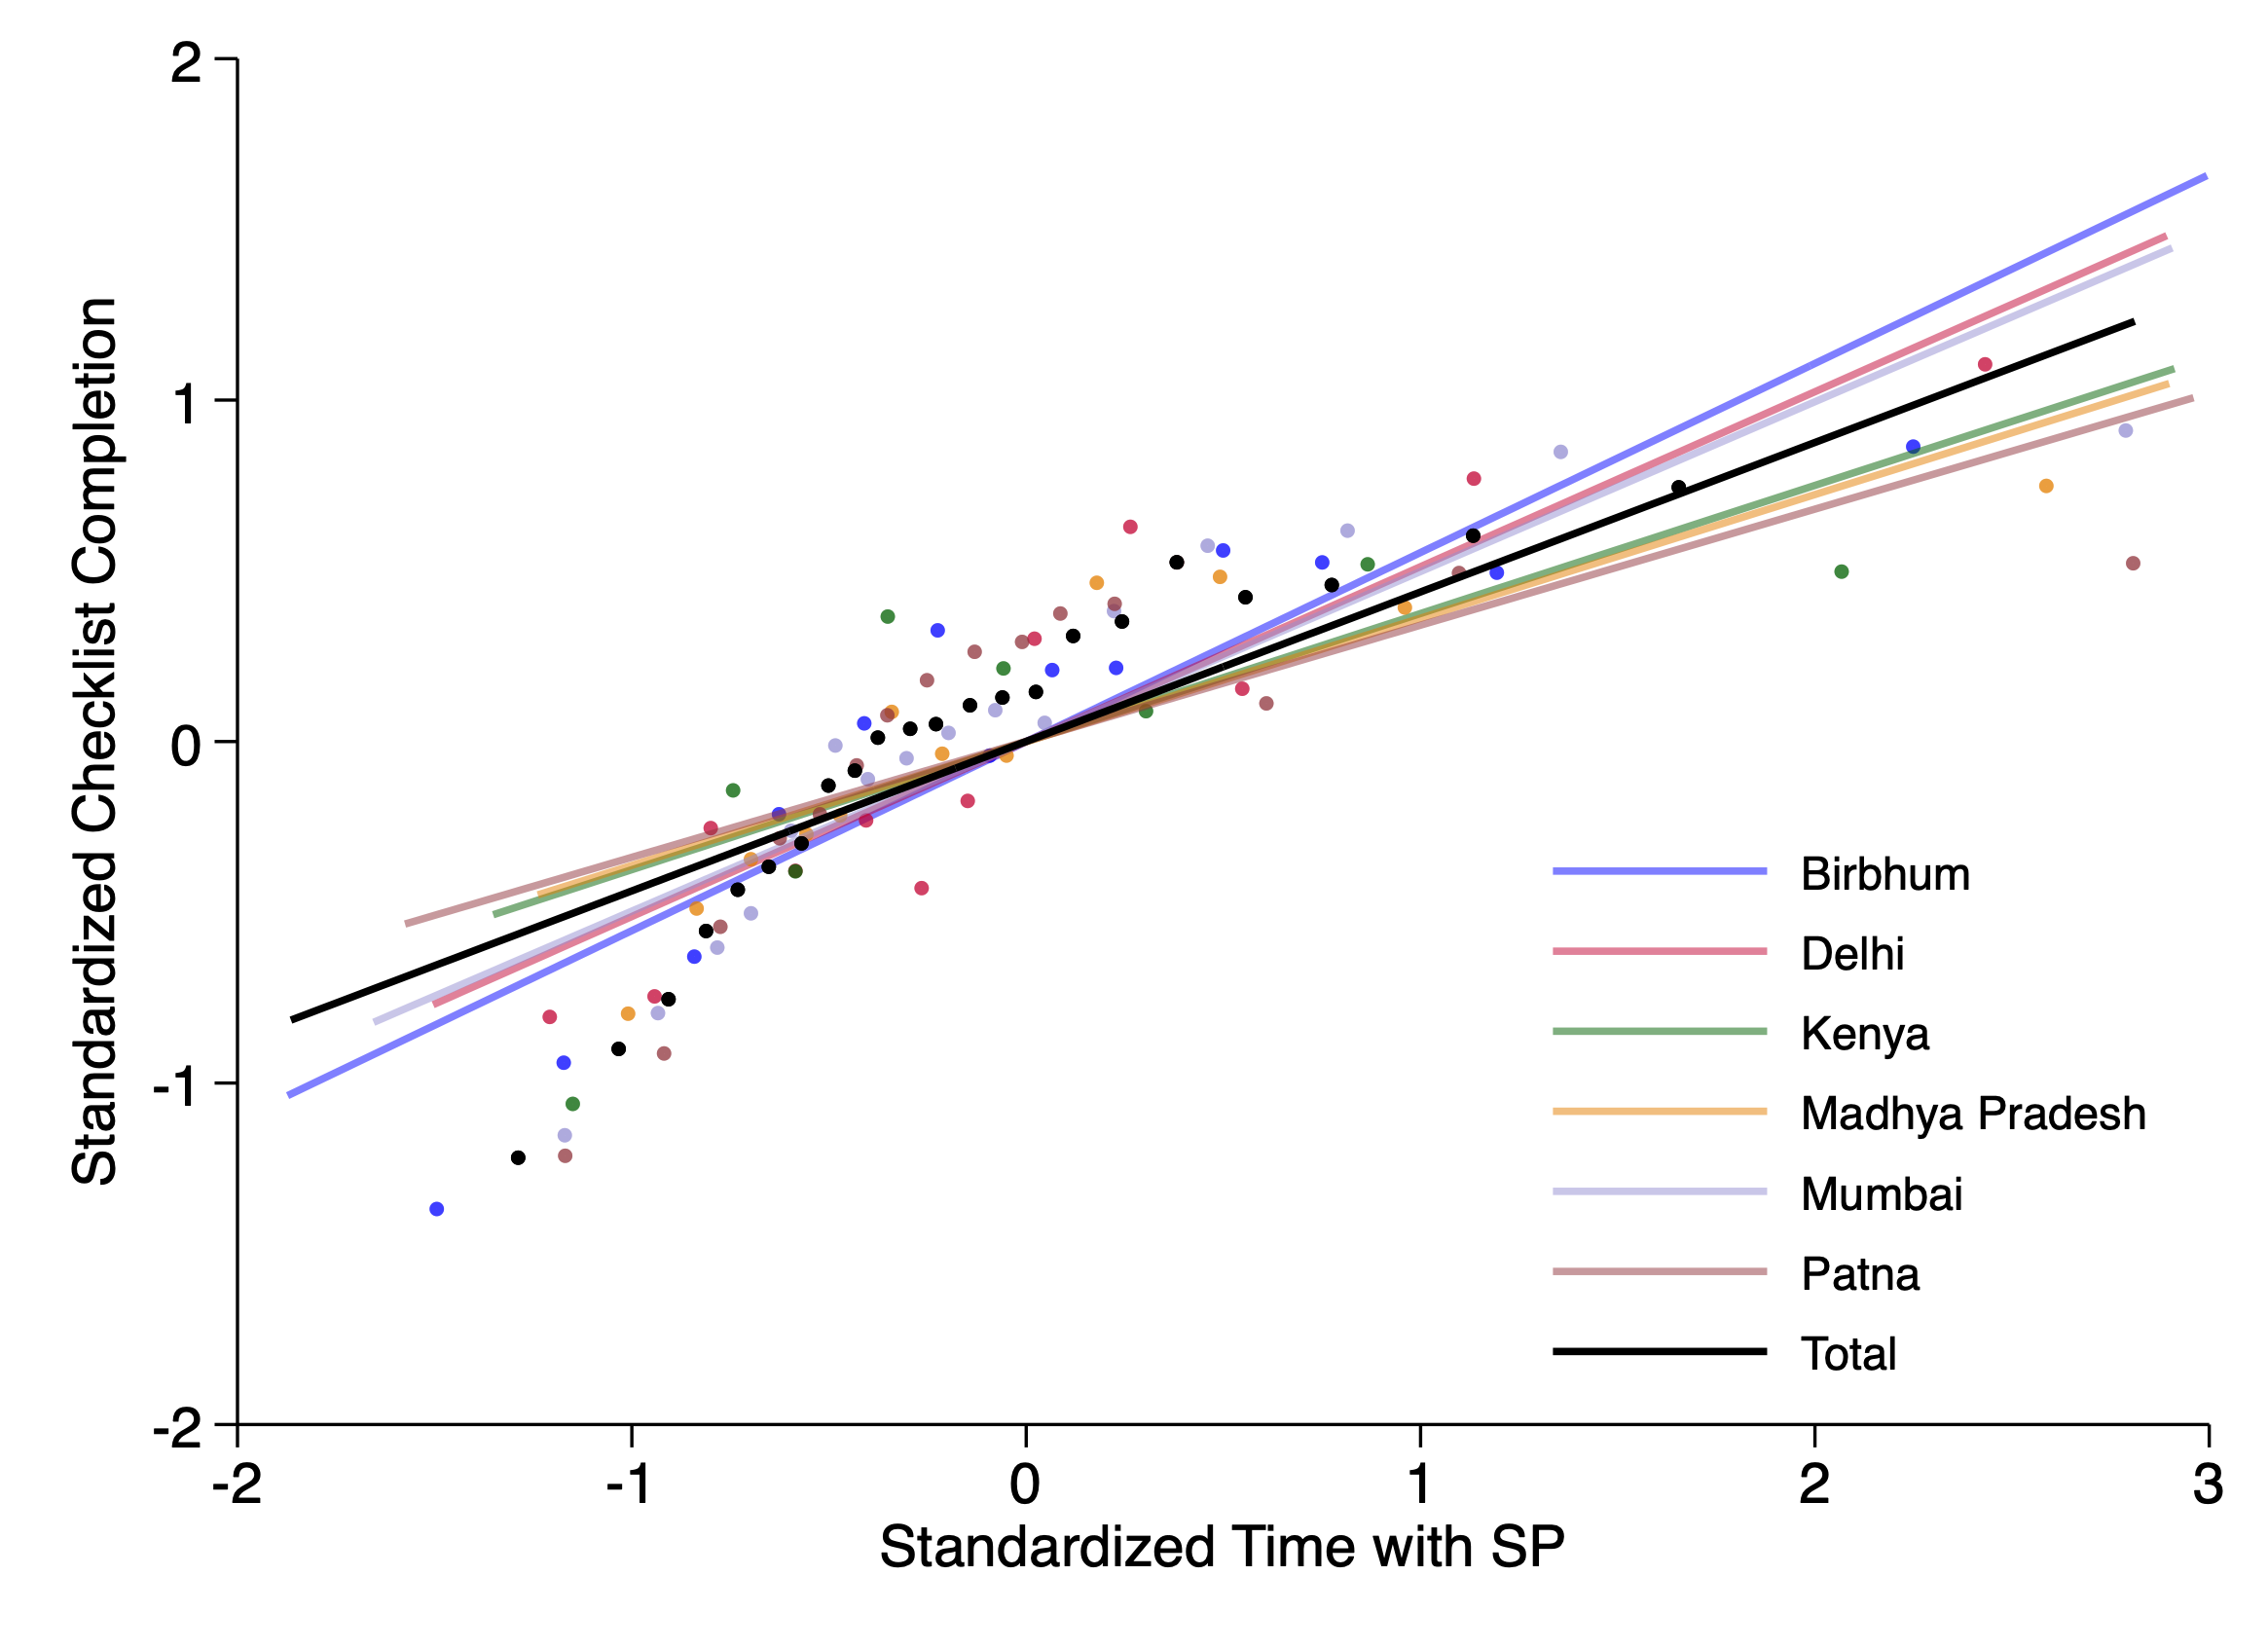 Standardized Checklist Completion
2
1
0
-1
-2
-2
-1
0
1
2
3
Standardized Time with SP
Birbhum
Delhi
Kenya
Madhya Pradesh
Mumbai
Patna
Total